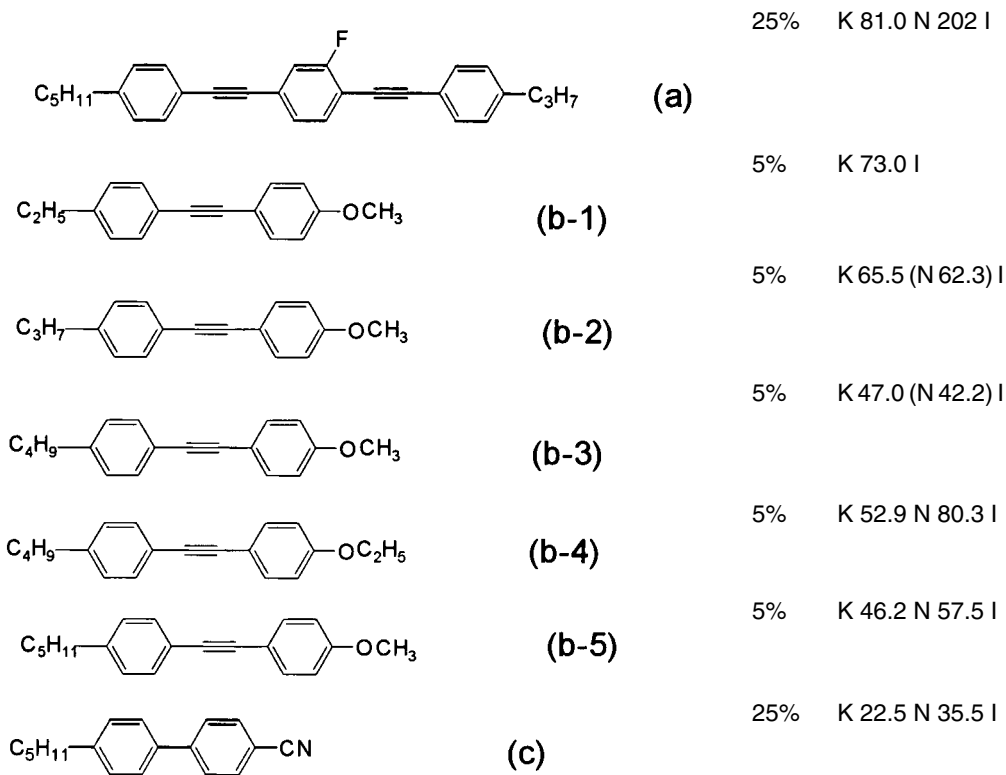 25% K 81.0 N 202 I
F
C5H11 C3H7 (a)
5% K 73.0 I
C2H5 OCH3 (b-1)
5% K 65.5 (N 62.3) I
C3H7 OCH3 (b-2)
5% K 47.0 (N 42.2) I
C4H9 OCH3 (b-3)
5% K 52.9 N 80.3 I
C4H9 OC2H5 (b-4)
5% K 46.2 N 57.5 I
C5H11 OCH3 (b-5)
25% K 22.5 N 35.5 I
C5H11 CN (c)